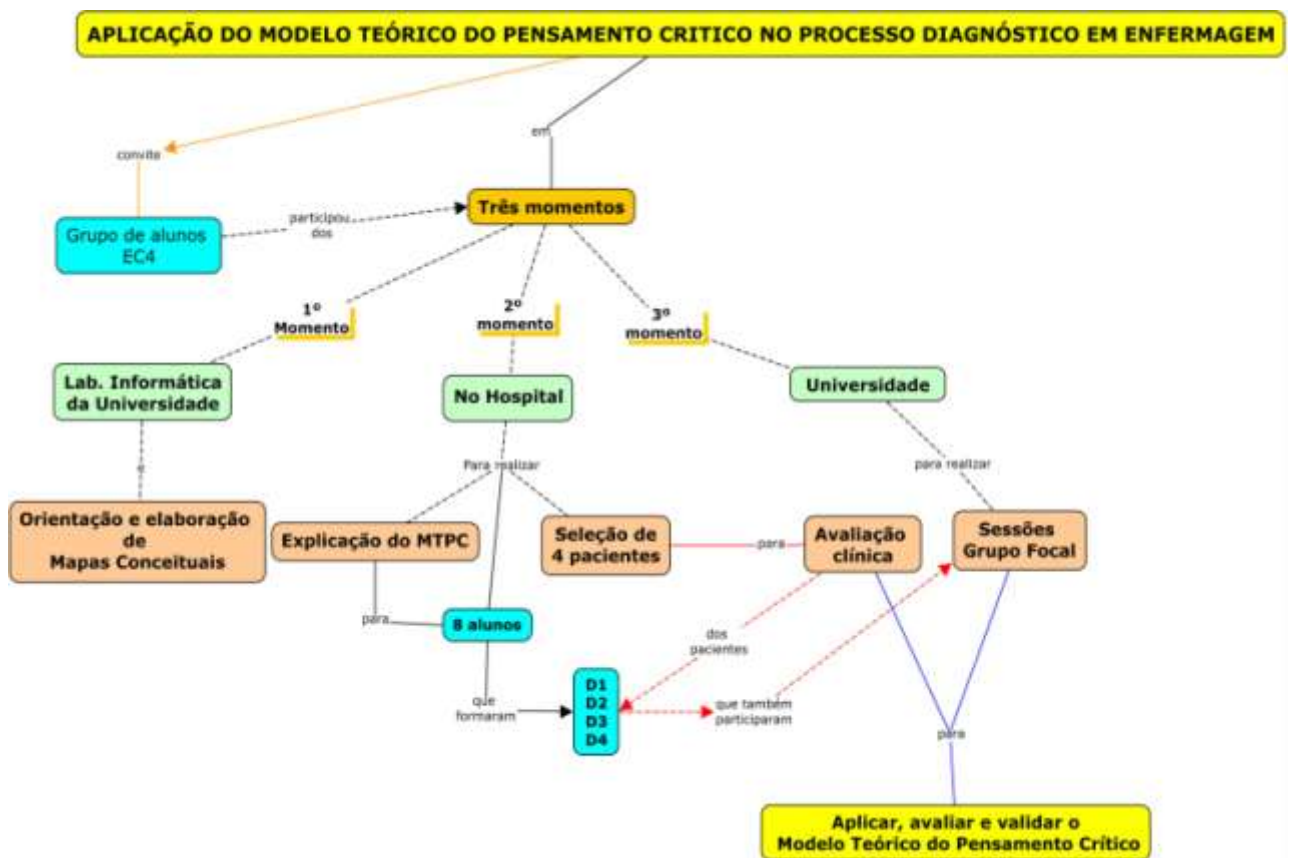 APLICAÇÃO DO MODELO TEÓRICO DO PENSAMENTO CRITICO NO PROCESSO DIAGNÓSTICO EM ENFERMAGEM
em
convite
Três momentos
participou
dos
Grupo de alunos
EC4
1º
Momento
2º
momento
3º
momento
Lab. Informática
da Universidade
No Hospital
Universidade
Para realizar
para realizar
Orientação e elaboração
de
Mapas Conceituais
Explicação do MTPC
Seleção de
4 pacientes
para
Avaliação
clínica
Sessões
Grupo Focal
para
8 alunos
dos
pacientes
que
formaram
D1
D2
D3
D4
que também
participaram
para
Aplicar, avaliar e validar o
Modelo Teórico do Pensamento Crítico